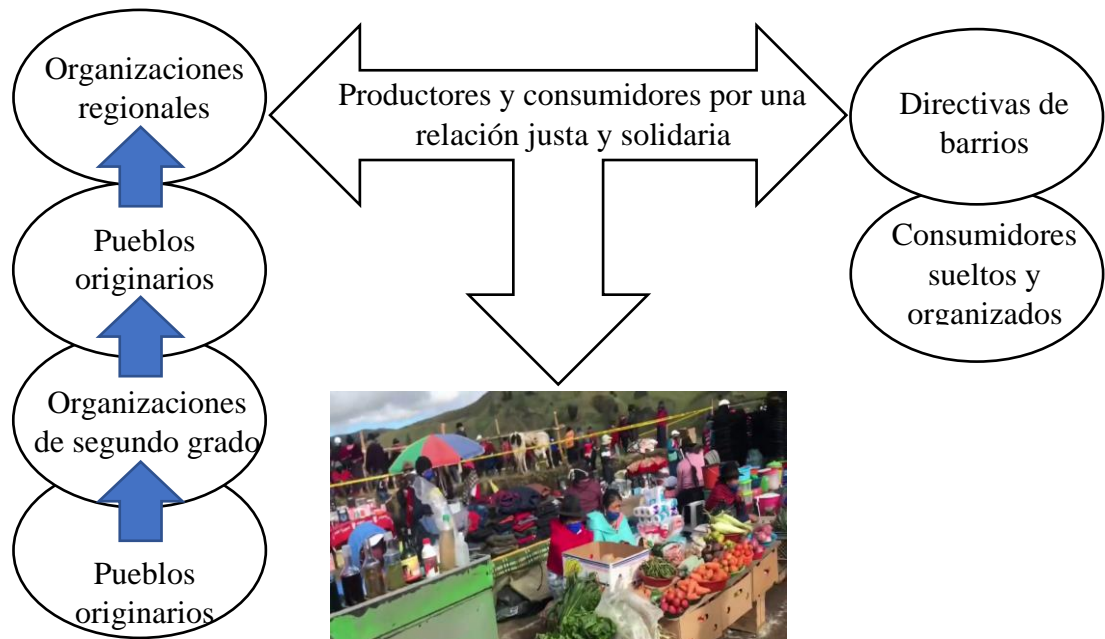 Organizaciones
regionales
Pueblos
originarios
Organizaciones
de segundo grado
Pueblos
originarios
Productores y consumidores por una
relación justa y solidaria
Directivas de
barrios
Consumidores
sueltos y
organizados